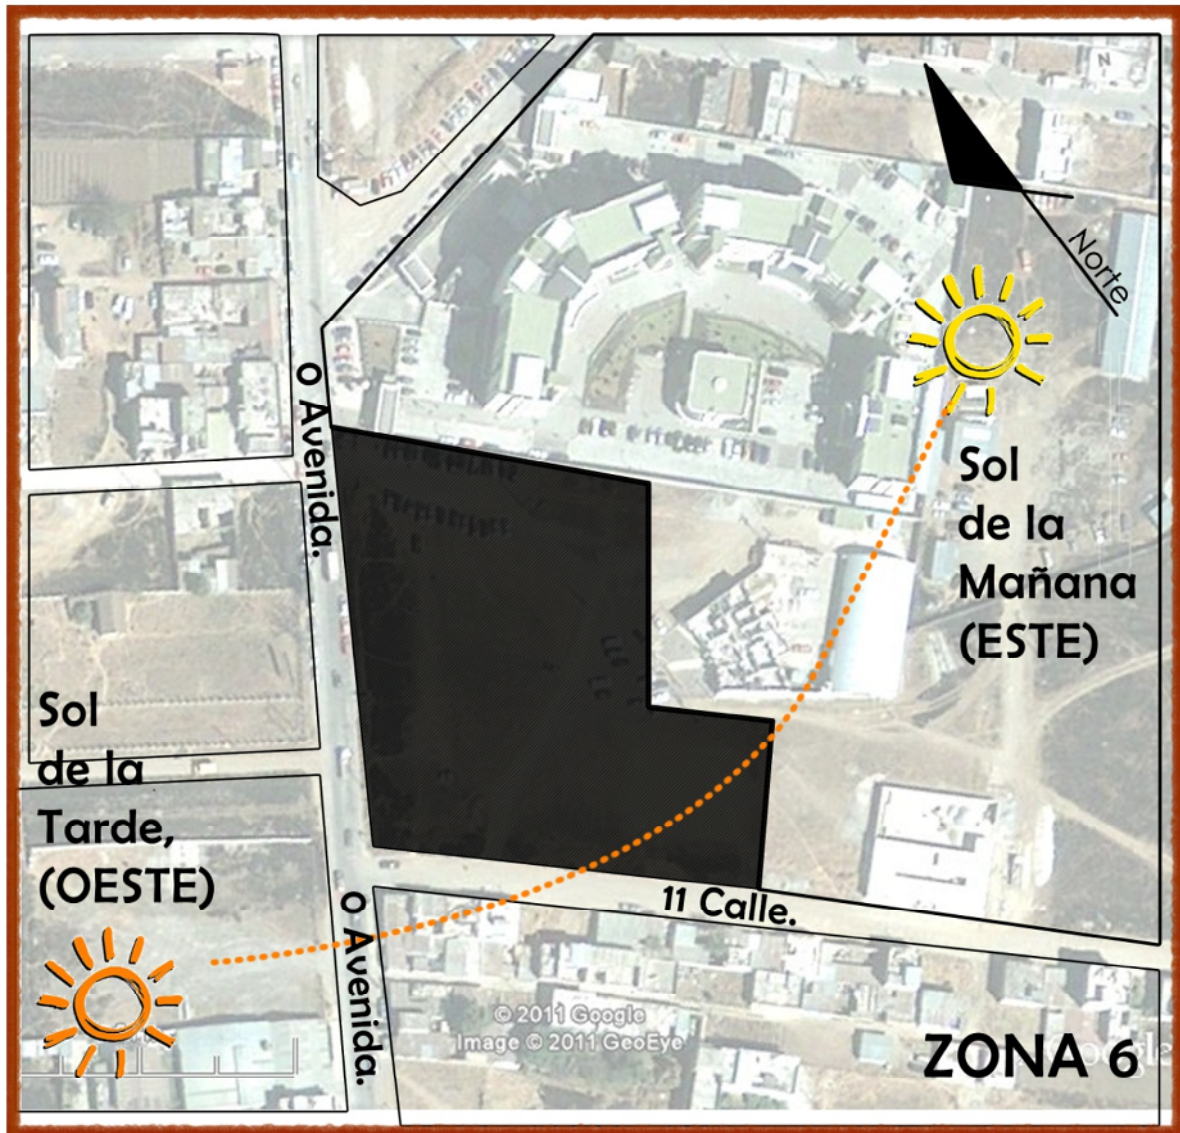 N
Norte
O Avenida.
Sol
de la
Mañana
(ESTE)
Sol
de la
Tarde,
(OESTE)
O Avenida.
11 Calle.
© 2011 Google
Image © 2011 GeoEye
ZONA 6